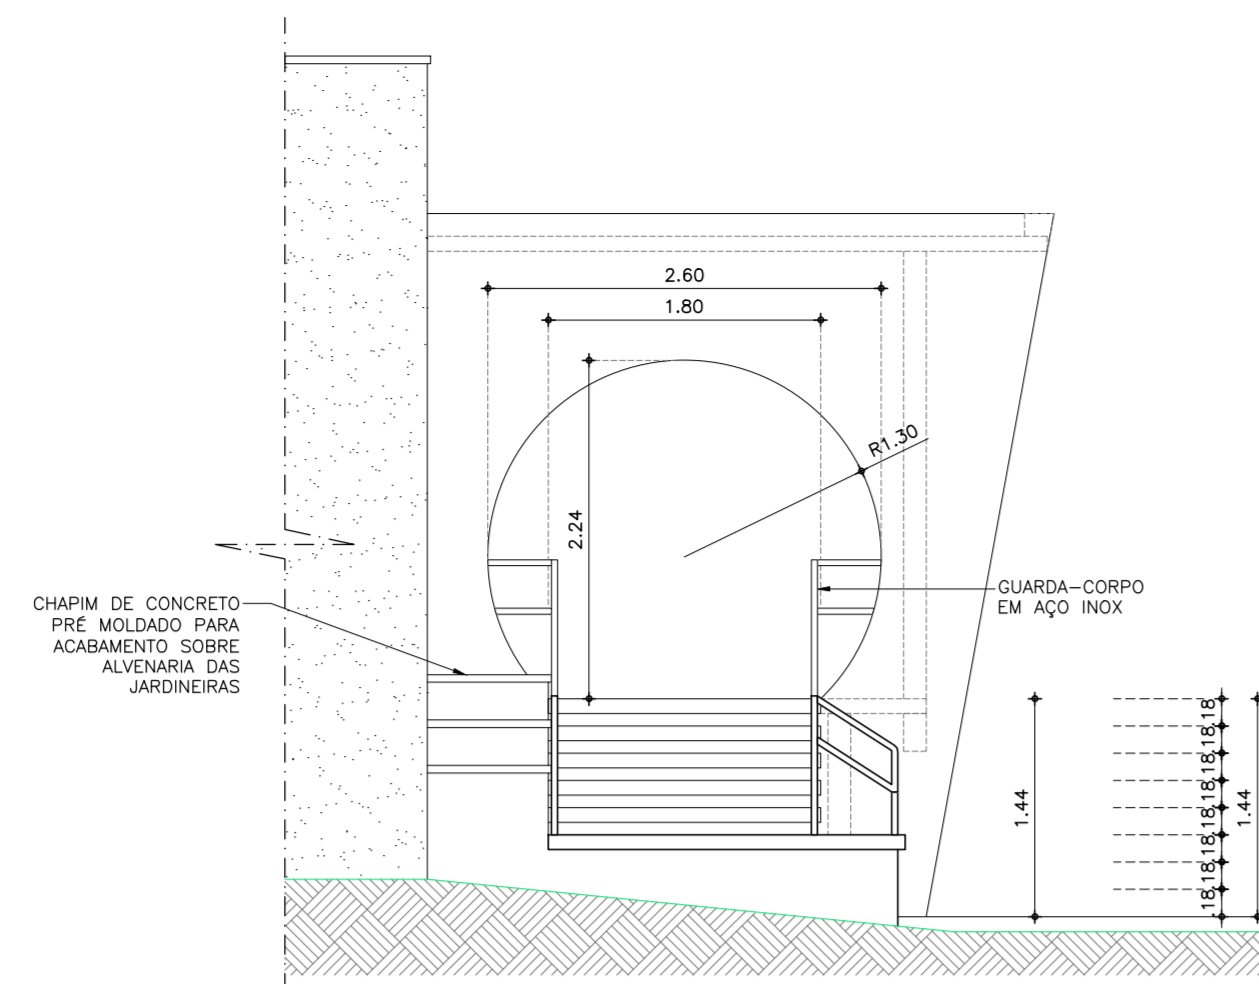 2.60
1.80
R1.30
2.24
CHAPIM DE CONCRETO
PRÉ MOLDADO PARA
ACABAMENTO SOBRE
ALVENARIA DAS
JARDINEIRAS
GUARDA-CORPO
EM AÇO INOX
1.44
.18
.18
.18
.18
.18
.18
.18
.18
1.44